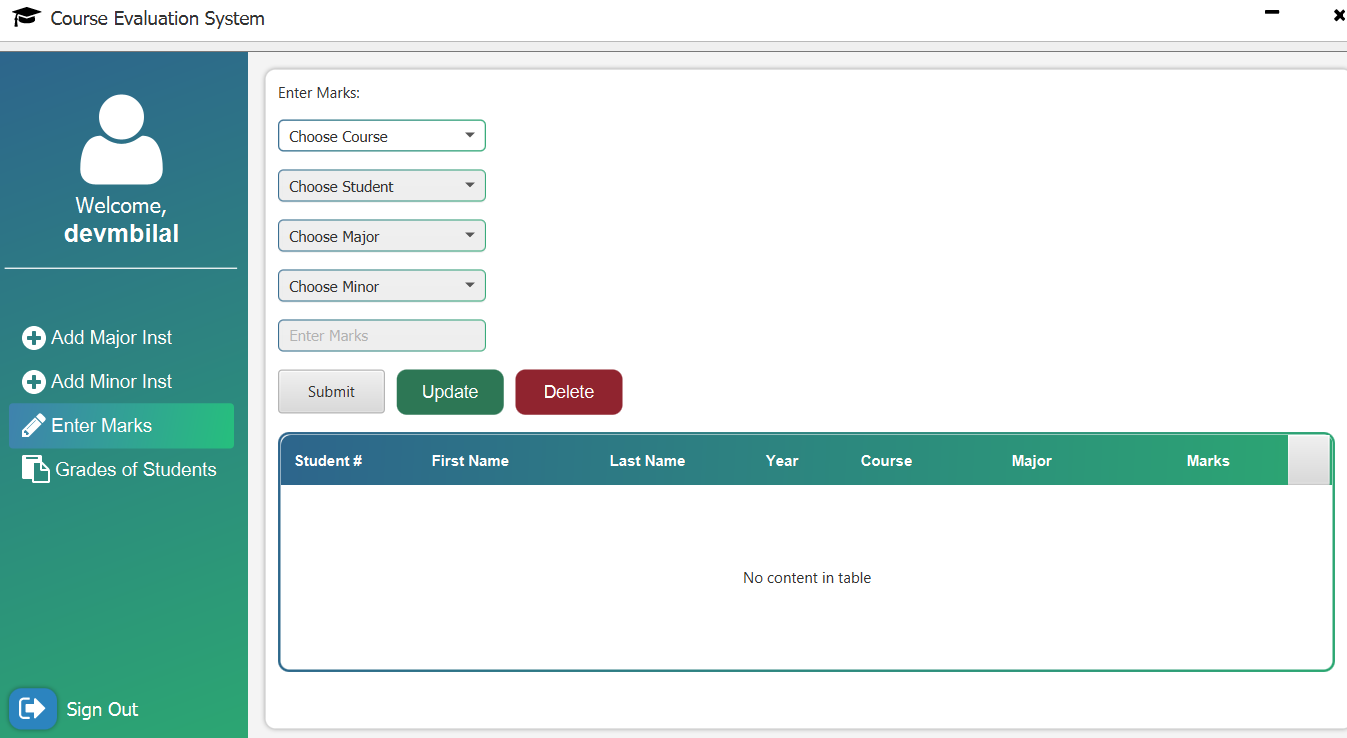 Course Evaluation System
Welcome,
devmbilal
Add Major Inst
Add Minor Inst
Enter Marks
Grades of Students
Sign Out
Enter Marks:
Choose Course
Choose Student
Choose Major
Choose Minor
Enter Marks
Submit Update Delete
Student # First Name Last Name Year Course Major Marks
No content in table